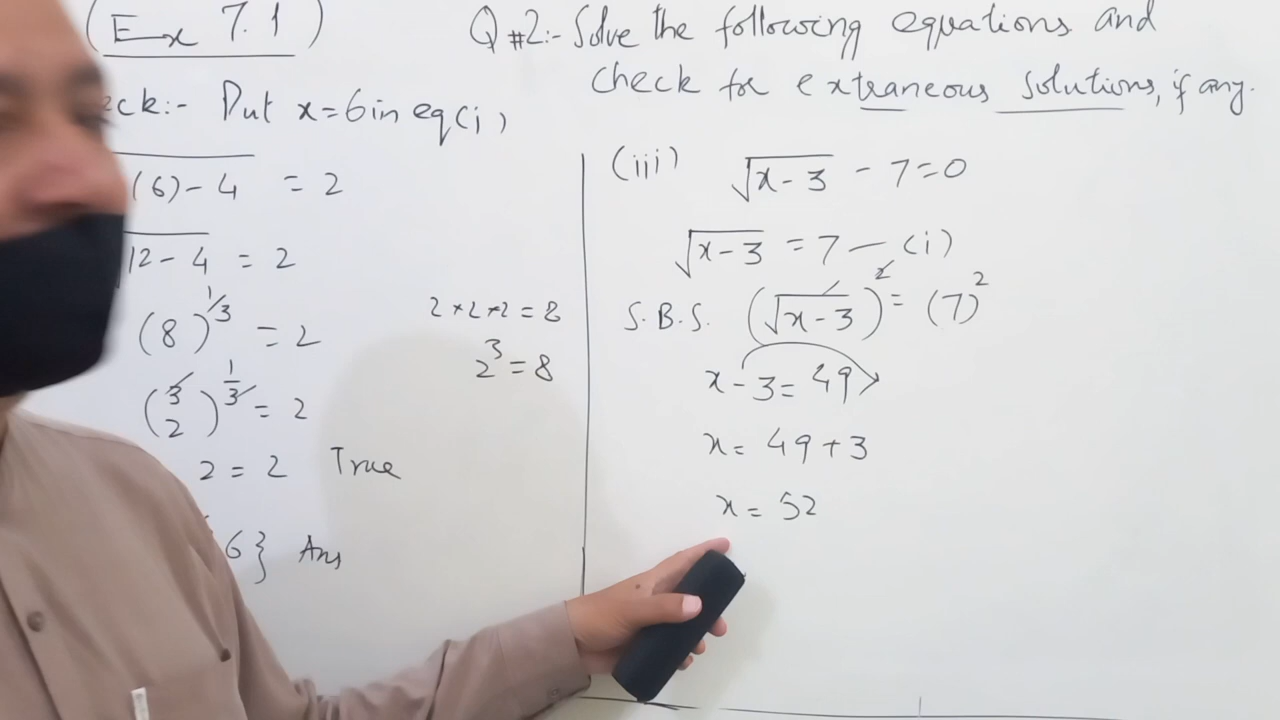 (Ex 7.1)
Q#2:- Solve the following equations and
check for extraneous solutions, if any.
eck:- Put x=6 in eq(i)
(6)-4 = 2
12-4 = 2
(8)^1/3 = 2
(2^3)^1/3 = 2
2 = 2 True
6} Ans
2×2×2=8
2^3=8
(iii) √x-3 - 7=0
√x-3 = 7 — (i)
S.B.S. (√x-3)^2 = (7)^2
x-3=49
x= 49+3
x= 52